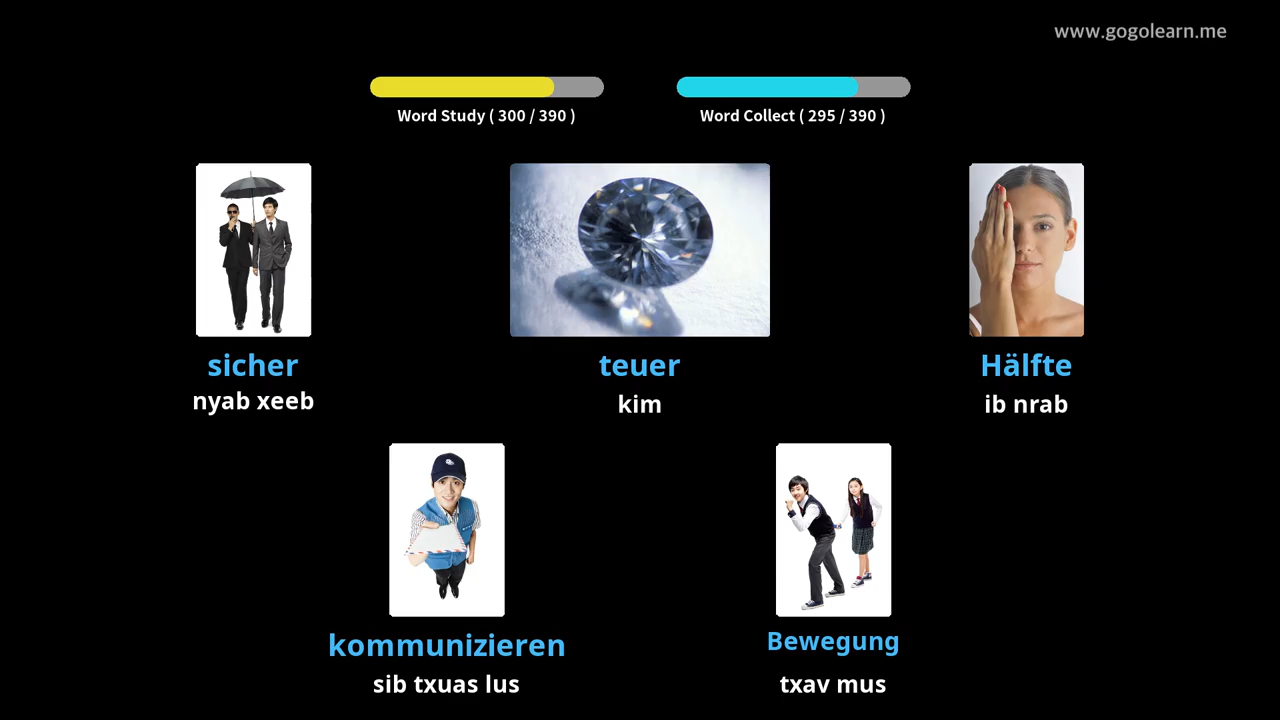 www.gogolearn.me
Word Study ( 300 / 390 )
Word Collect ( 295 / 390 )
sicher
nyab xeeb
teuer
kim
Hälfte
ib nrab
kommunizieren
sib txuas lus
Bewegung
txav mus